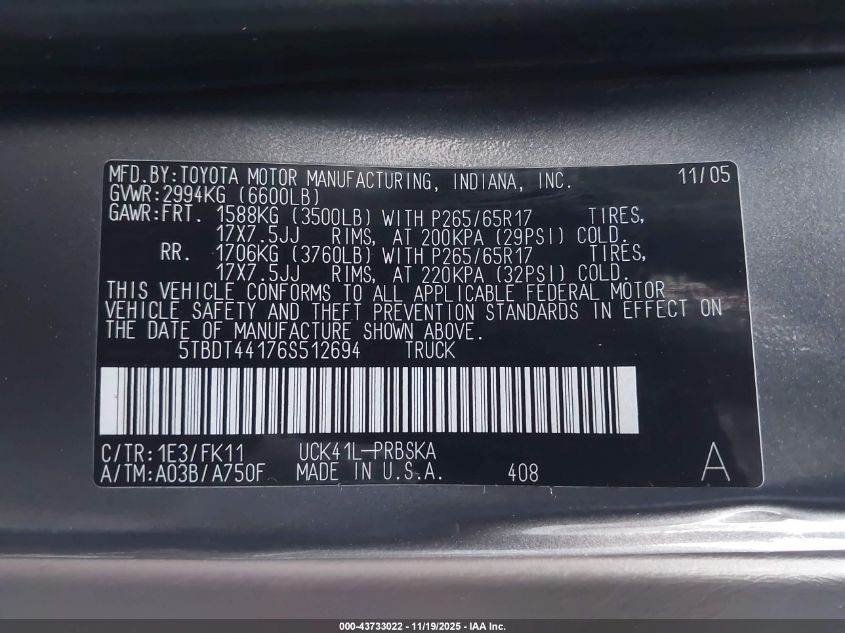 MFD.BY:TOYOTA MOTOR MANUFACTURING, INDIANA, INC. 11/05
GVWR:2994KG (6600LB)
GAWR:FRT. 1588KG (3500LB) WITH P265/65R17 TIRES,
17X7.5JJ RIMS, AT 200KPA (29PSI) COLD.
RR. 1706KG (3760LB) WITH P265/65R17 TIRES,
17X7.5JJ RIMS, AT 220KPA (32PSI) COLD.
THIS VEHICLE CONFORMS TO ALL APPLICABLE FEDERAL MOTOR
VEHICLE SAFETY AND THEFT PREVENTION STANDARDS IN EFFECT ON
THE DATE OF MANUFACTURE SHOWN ABOVE.
5TBDT44176S512694 TRUCK
C/TR:1E3/FK11 UCK41L-PRBSKA
A/TM:A03B/A750F MADE IN U.S.A. 408 A
000-43733022 - 11/19/2025 - IAA Inc.